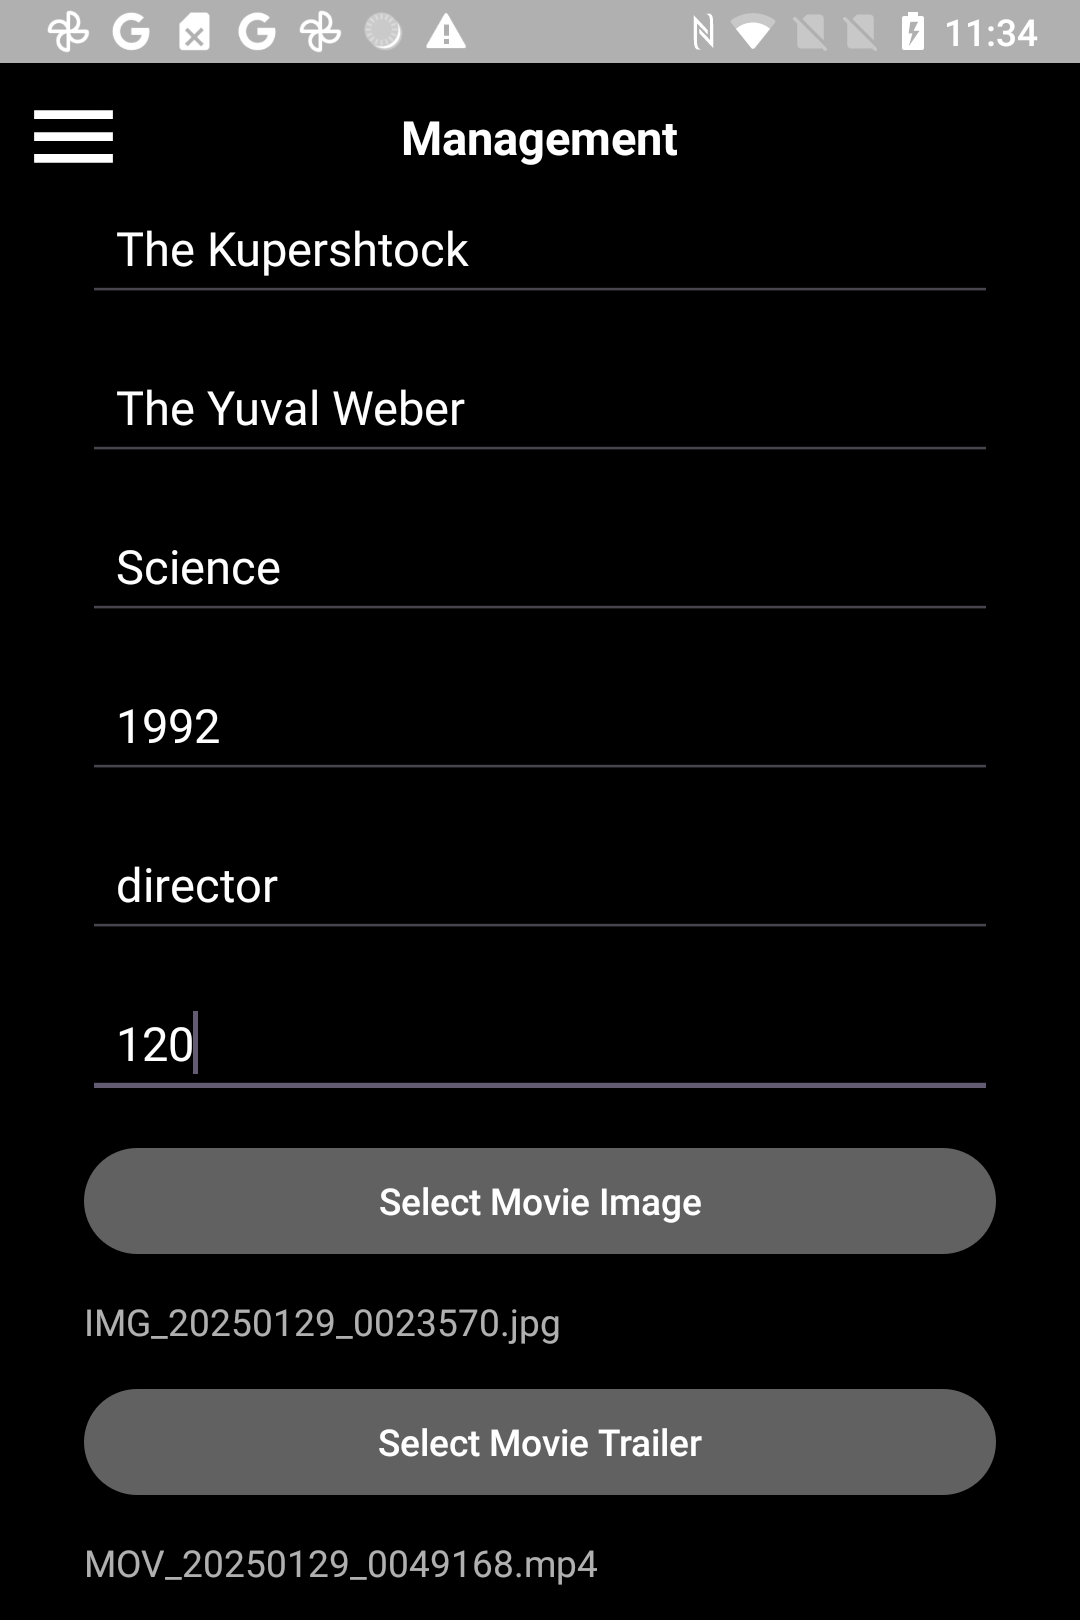 11:34
Management
The Kupershtock
The Yuval Weber
Science
1992
director
120
Select Movie Image
IMG_20250129_0023570.jpg
Select Movie Trailer
MOV_20250129_0049168.mp4